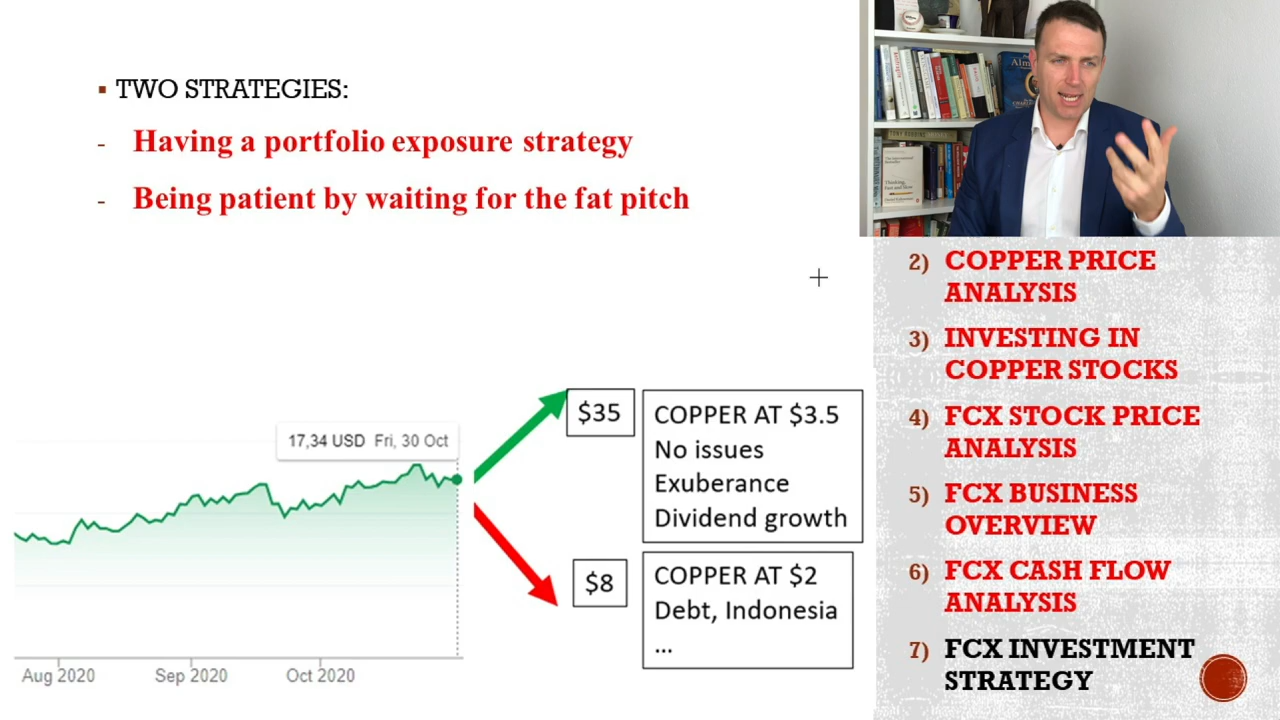 ▪ TWO STRATEGIES:
- Having a portfolio exposure strategy
- Being patient by waiting for the fat pitch
17,34 USD Fri, 30 Oct
Aug 2020 Sep 2020 Oct 2020
$35
COPPER AT $3.5
No issues
Exuberance
Dividend growth
$8
COPPER AT $2
Debt, Indonesia
...
2) COPPER PRICE
ANALYSIS
3) INVESTING IN
COPPER STOCKS
4) FCX STOCK PRICE
ANALYSIS
5) FCX BUSINESS
OVERVIEW
6) FCX CASH FLOW
ANALYSIS
7) FCX INVESTMENT
STRATEGY